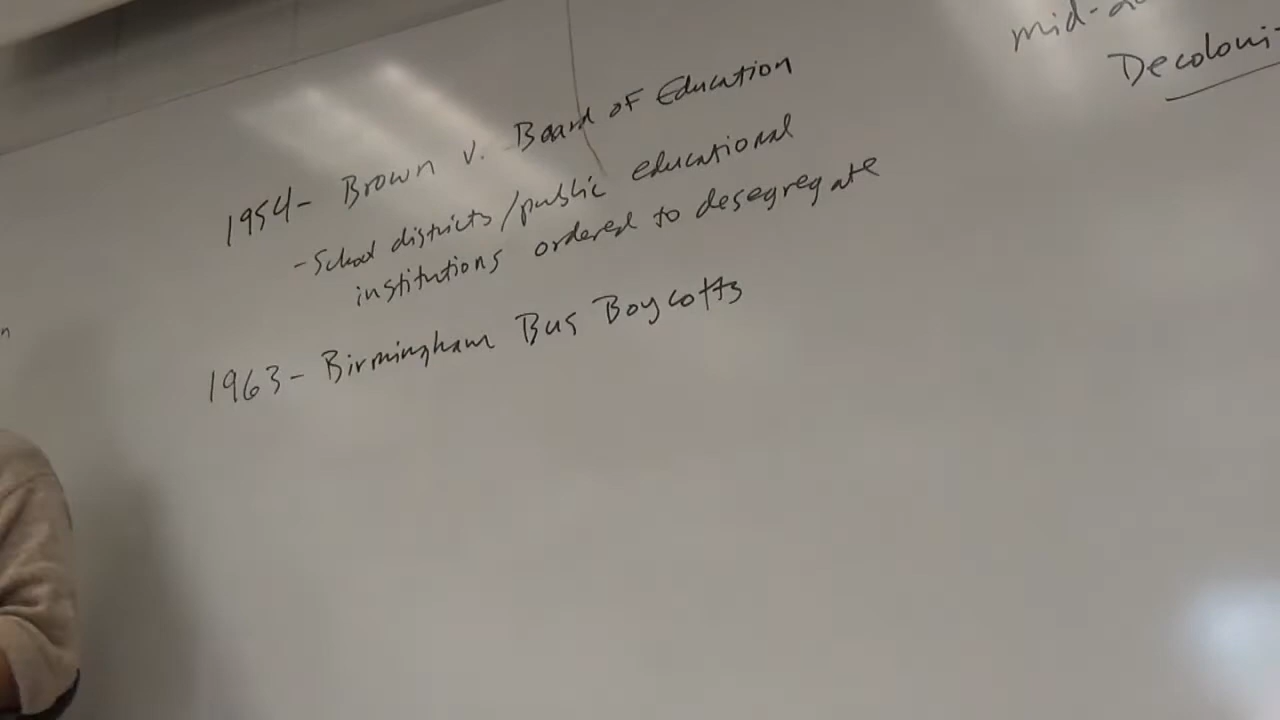 1954- Brown v. Board of Education
- School districts/public educational
institutions ordered to desegregate
1963- Birmingham Bus Boycotts
mid-20
Decoloni